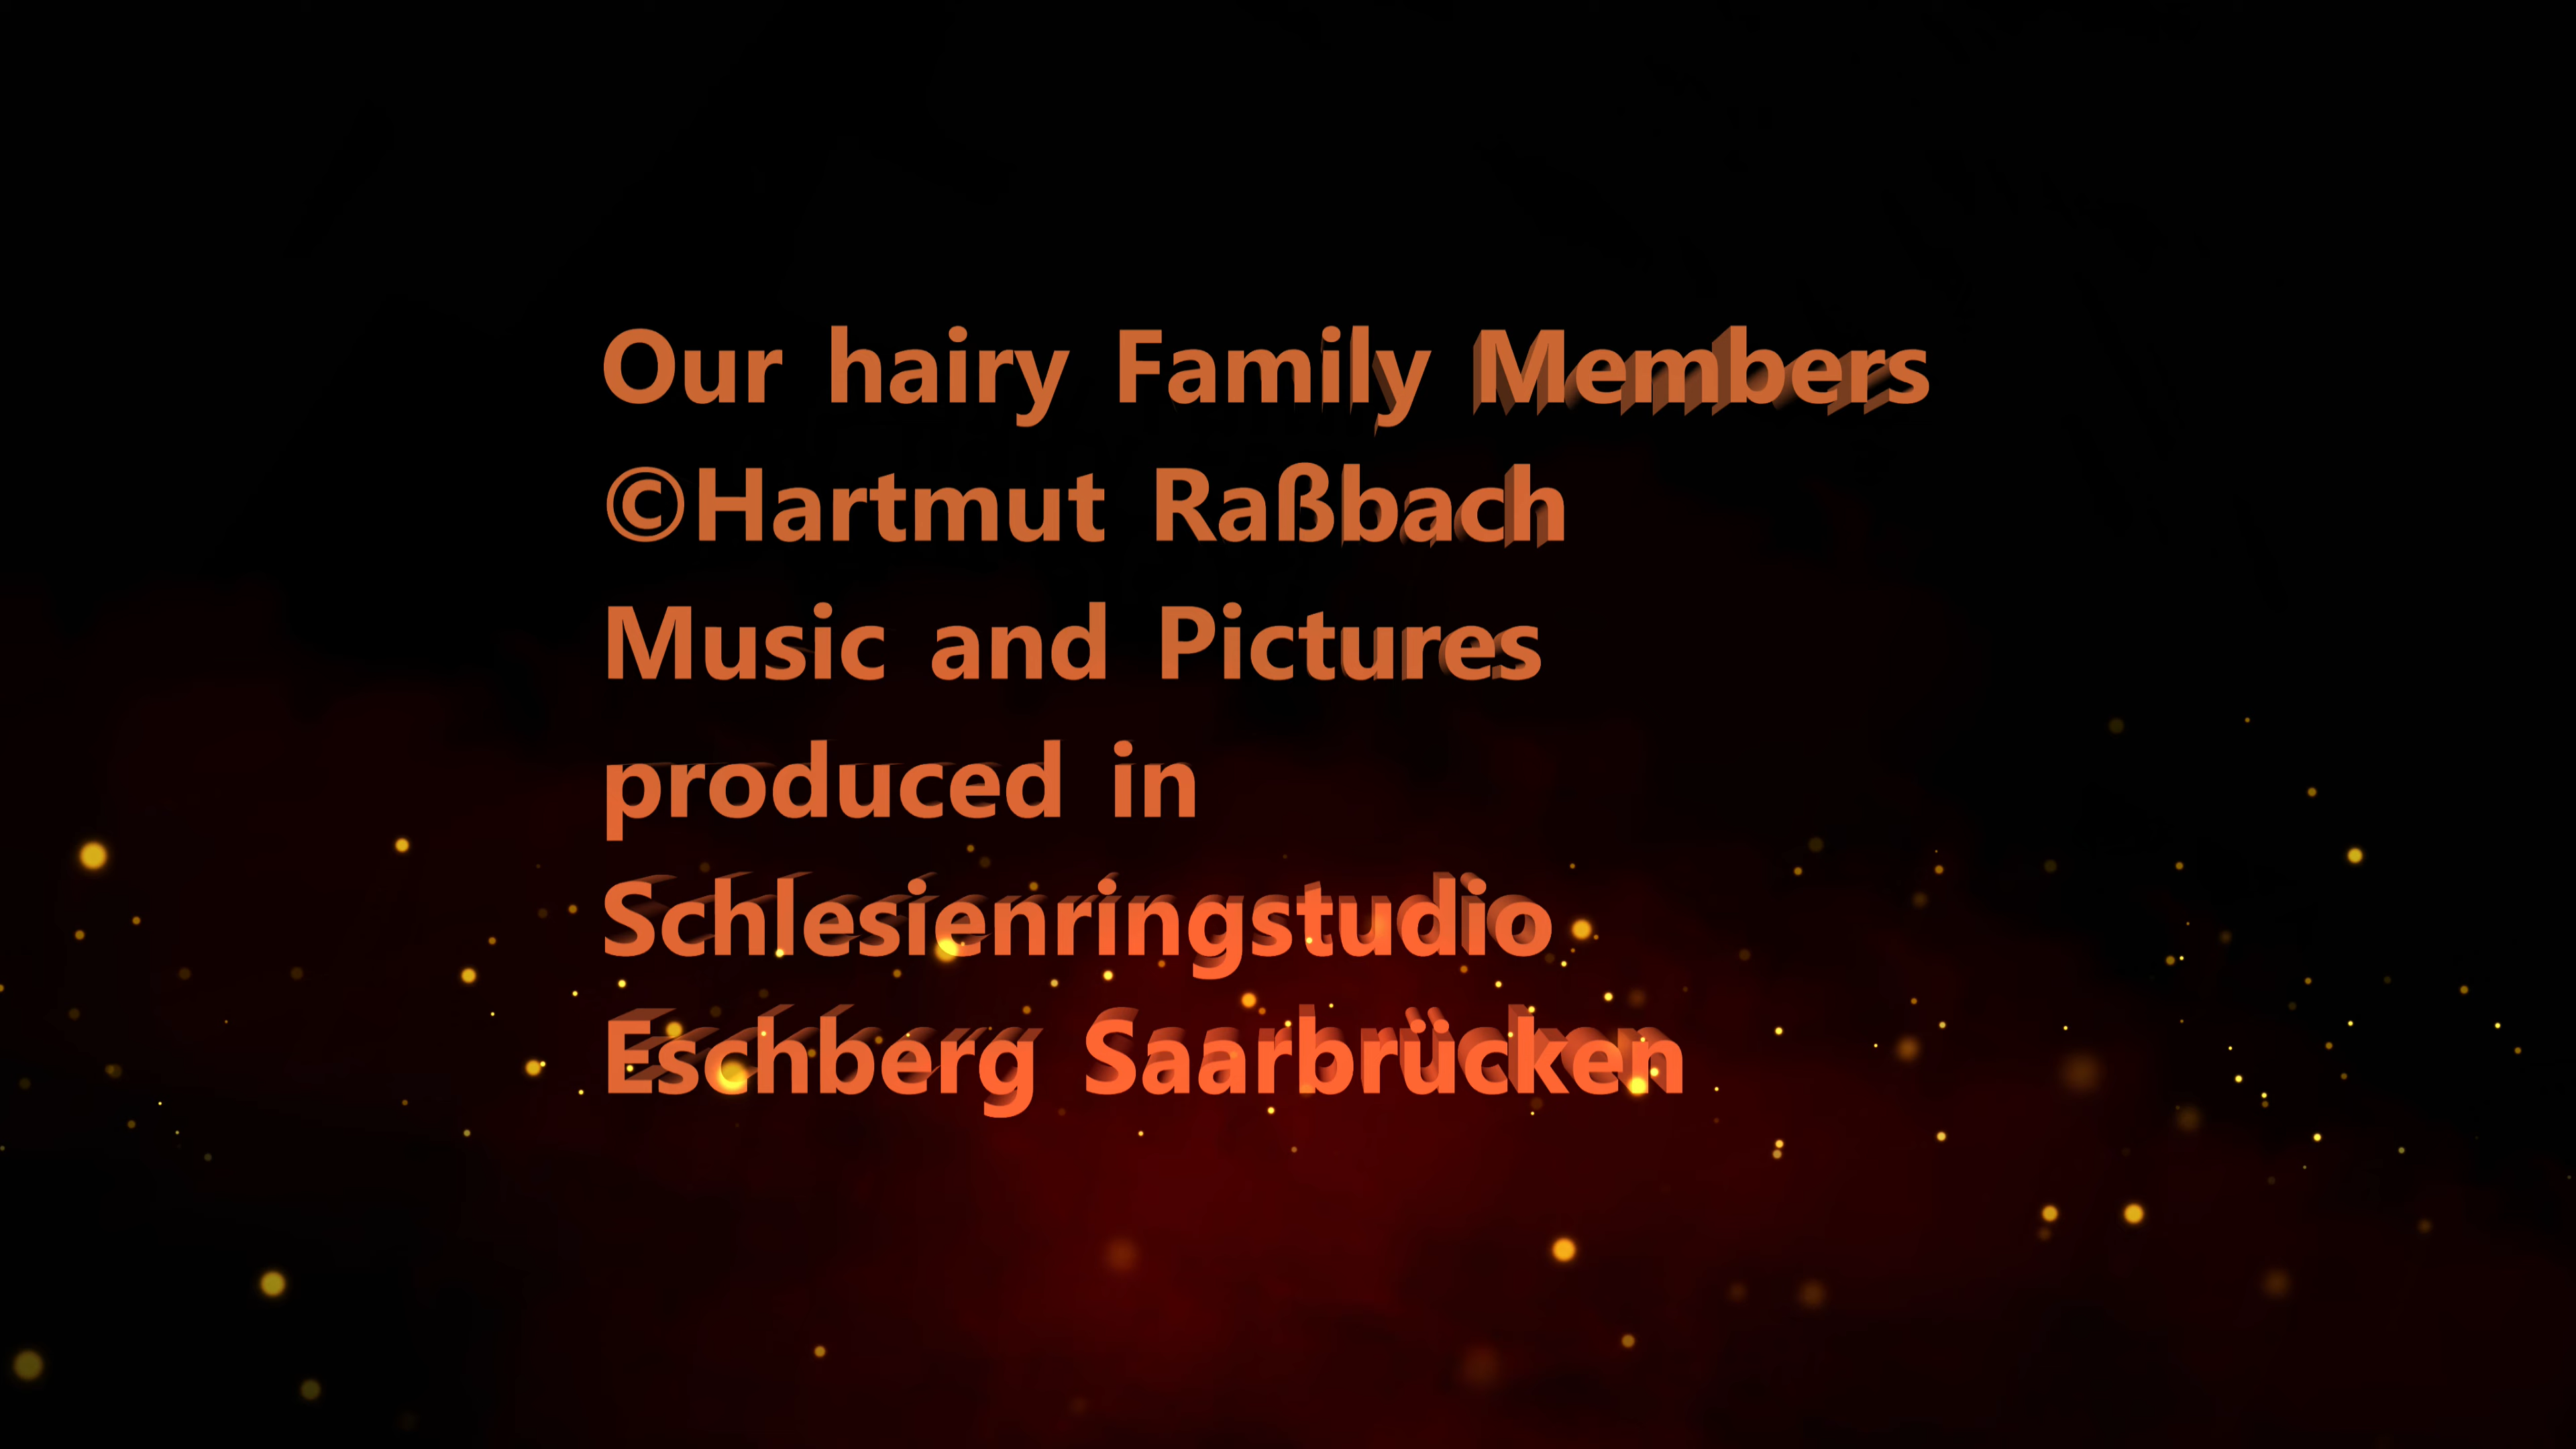 Our hairy Family Members
©Hartmut Raßbach
Music and Pictures
produced in
Schlesienringstudio
Eschberg Saarbrücken